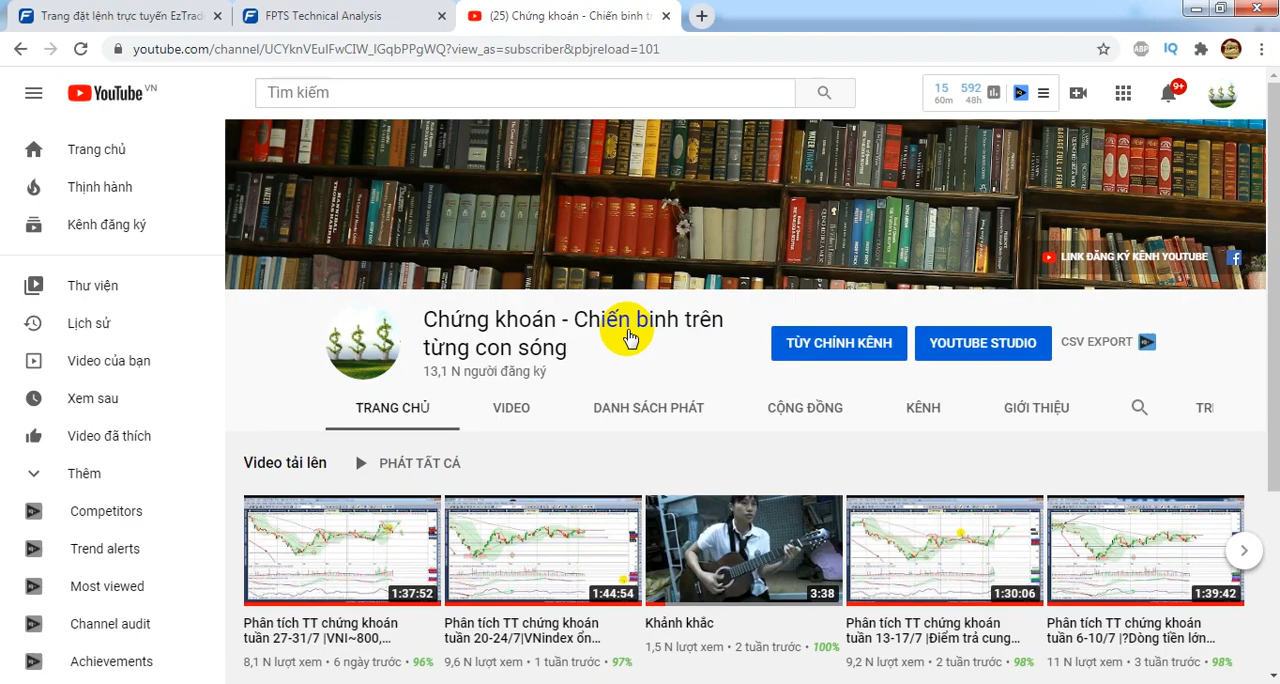 Trang đặt lệnh trực tuyến EzTrad
FPTS Technical Analysis
(25) Chứng khoán - Chiến binh tr
youtube.com/channel/UCYknVEuIFwCIW_lGqbPPgWQ?view_as=subscriber&pbjreload=101
ABP
IQ
YouTube VN
Tìm kiếm
15 592
60m 48h
9+
Trang chủ
Thịnh hành
Kênh đăng ký
Thư viện
Lịch sử
Video của bạn
Xem sau
Video đã thích
Thêm
Competitors
Trend alerts
Most viewed
Channel audit
Achievements
LINK ĐĂNG KÝ KÊNH YOUTUBE
Chứng khoán - Chiến binh trên
từng con sóng
13,1 N người đăng ký
TÙY CHỈNH KÊNH
YOUTUBE STUDIO
CSV EXPORT
TRANG CHỦ VIDEO DANH SÁCH PHÁT CỘNG ĐỒNG KÊNH GIỚI THIỆU TRI
Video tải lên
PHÁT TẤT CẢ
1:37:52
Phân tích TT chứng khoán
tuần 27-31/7 |VNI~800,...
8,1 N lượt xem • 6 ngày trước • 96%
1:44:54
Phân tích TT chứng khoán
tuần 20-24/7|VNindex ổn...
9,6 N lượt xem • 1 tuần trước • 97%
3:38
Khảnh khắc
1,5 N lượt xem • 2 tuần trước • 100%
1:30:06
Phân tích TT chứng khoán
tuần 13-17/7 |Điểm trả cung...
9,2 N lượt xem • 2 tuần trước • 98%
1:39:42
Phân tích TT chứng khoán
tuần 6-10/7 |?Dòng tiền lớn...
11 N lượt xem • 3 tuần trước • 98%